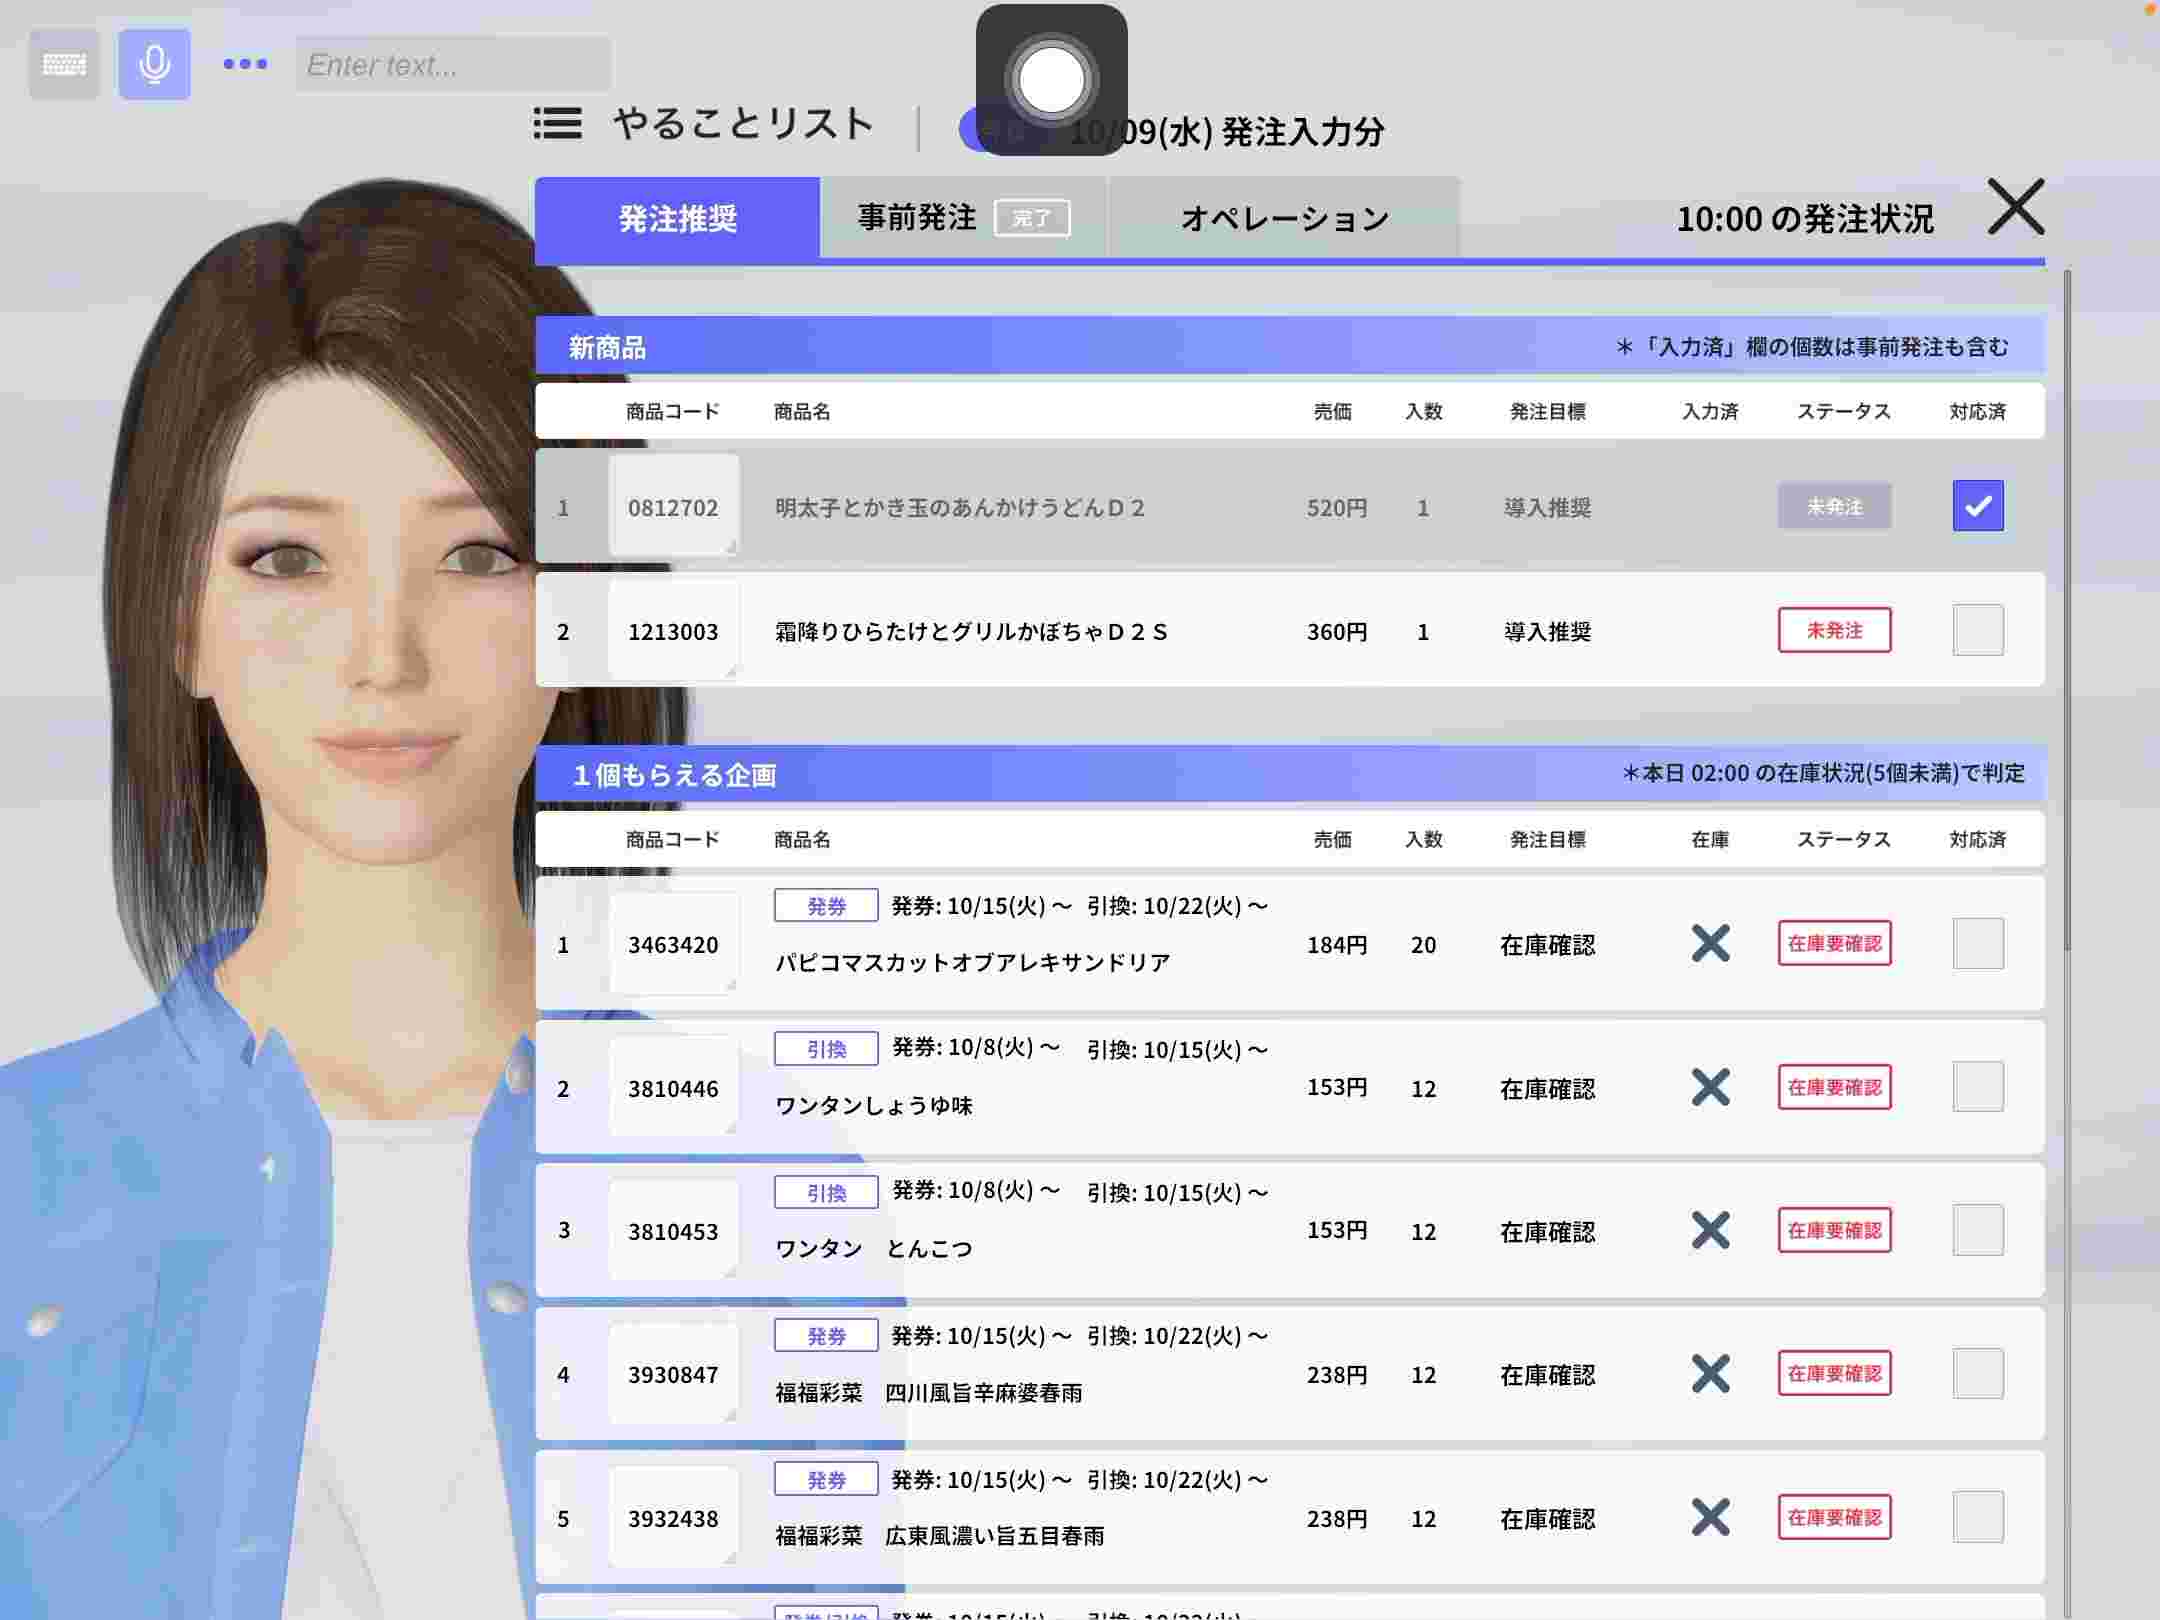 Enter text...
やることリスト
10/09(水) 発注入力分
発注推奨
事前発注 完了
オペレーション
10:00 の発注状況
新商品
＊「入力済」欄の個数は事前発注も含む
商品コード 商品名 売価 入数 発注目標 入力済 ステータス 対応済
1 0812702 明太子とかき玉のあんかけうどんＤ２ 520円 1 導入推奨 未発注
2 1213003 霜降りひらたけとグリルかぼちゃＤ２Ｓ 360円 1 導入推奨 未発注
１個もらえる企画
＊本日 02:00 の在庫状況(5個未満)で判定
商品コード 商品名 売価 入数 発注目標 在庫 ステータス 対応済
発券 発券: 10/15(火) ～ 引換: 10/22(火) ～
1 3463420 パピコマスカットオブアレキサンドリア 184円 20 在庫確認 在庫要確認
引換 発券: 10/8(火) ～ 引換: 10/15(火) ～
2 3810446 ワンタンしょうゆ味 153円 12 在庫確認 在庫要確認
引換 発券: 10/8(火) ～ 引換: 10/15(火) ～
3 3810453 ワンタン　とんこつ 153円 12 在庫確認 在庫要確認
発券 発券: 10/15(火) ～ 引換: 10/22(火) ～
4 3930847 福福彩菜　四川風旨辛麻婆春雨 238円 12 在庫確認 在庫要確認
発券 発券: 10/15(火) ～ 引換: 10/22(火) ～
5 3932438 福福彩菜　広東風濃い旨五目春雨 238円 12 在庫確認 在庫要確認